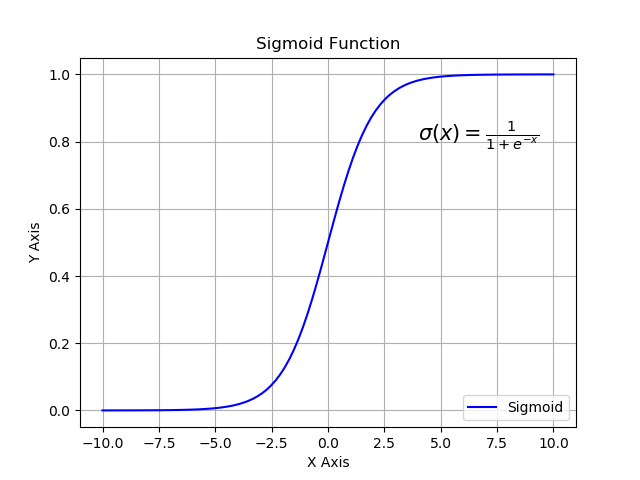 Sigmoid Function
1.0
σ(x) = 1/(1 + e^{−x})
0.8
0.6
Y Axis
0.4
0.2
0.0
Sigmoid
−10.0 −7.5 −5.0 −2.5 0.0 2.5 5.0 7.5 10.0
X Axis